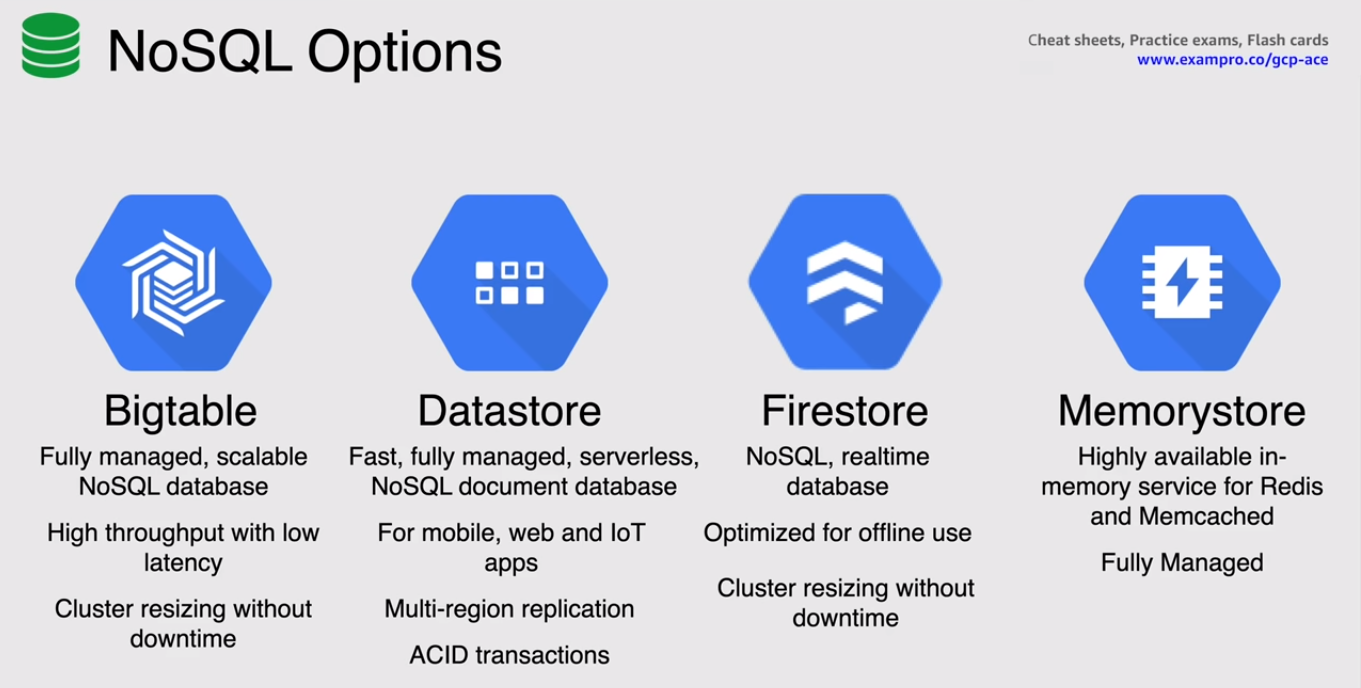 NoSQL Options
Cheat sheets, Practice exams, Flash cards
www.exampro.co/gcp-ace
Bigtable
Fully managed, scalable
NoSQL database
High throughput with low
latency
Cluster resizing without
downtime
Datastore
Fast, fully managed, serverless,
NoSQL document database
For mobile, web and IoT
apps
Multi-region replication
ACID transactions
Firestore
NoSQL, realtime
database
Optimized for offline use
Cluster resizing without
downtime
Memorystore
Highly available in-
memory service for Redis
and Memcached
Fully Managed